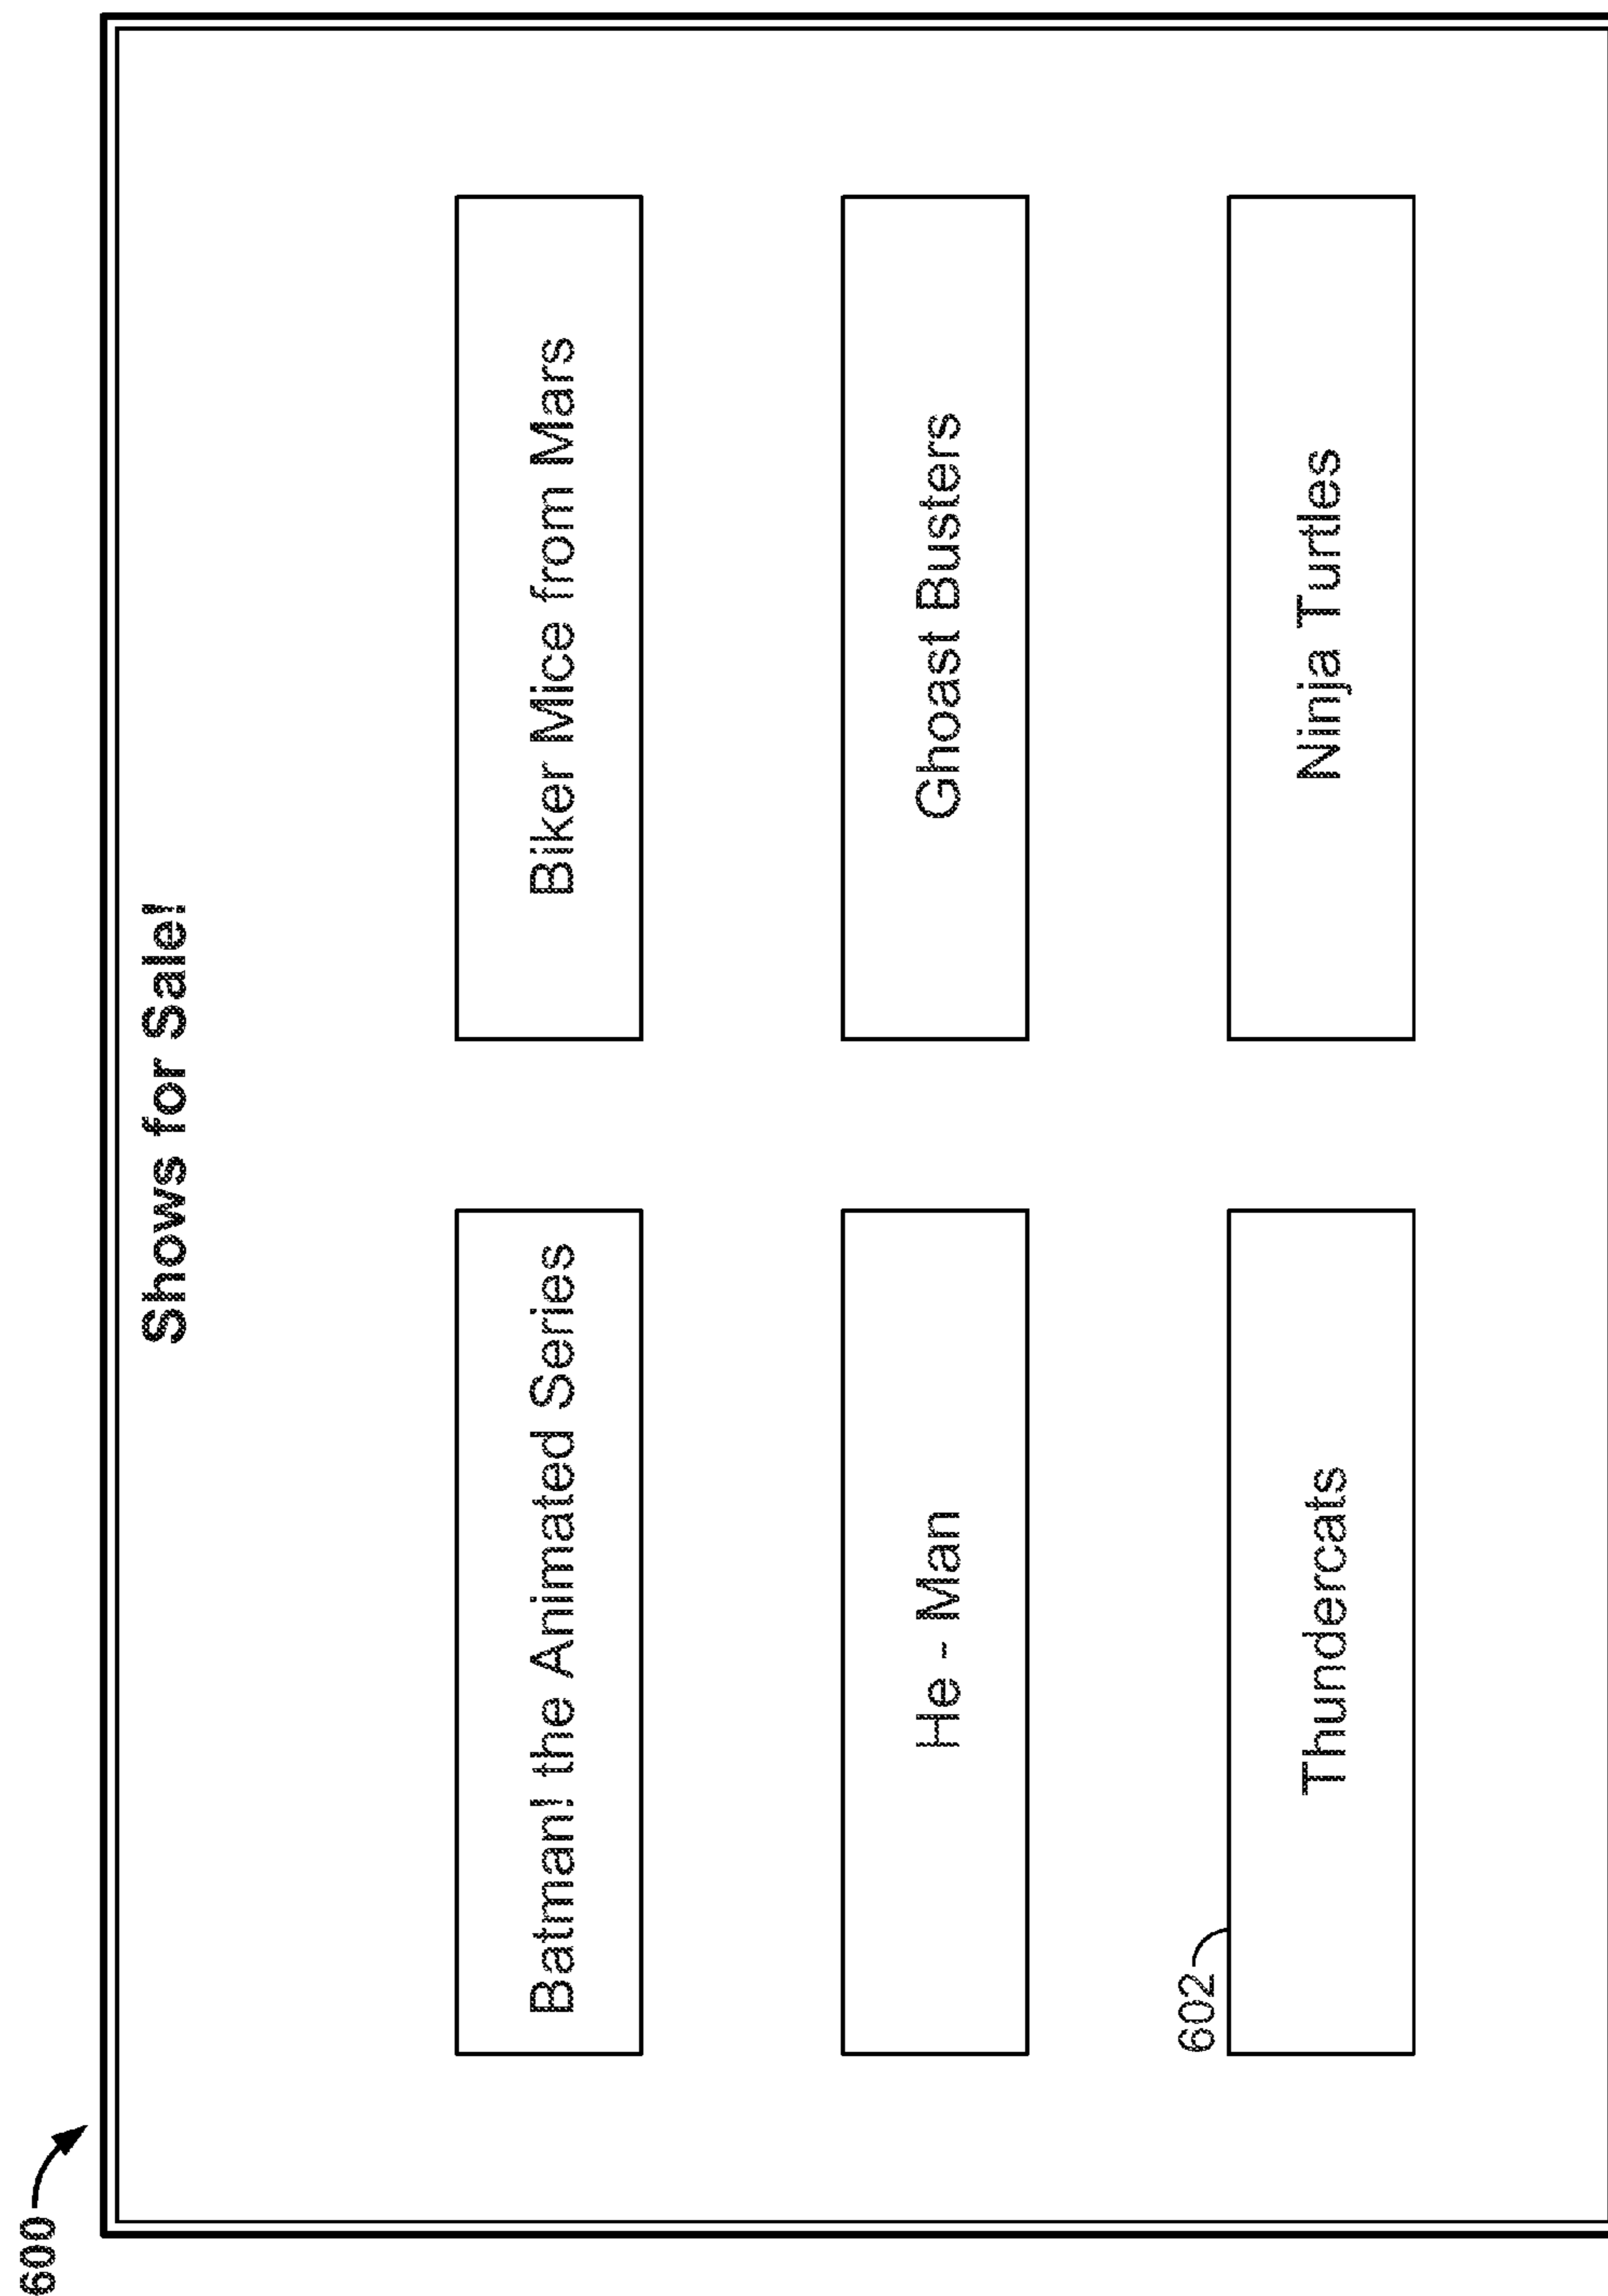 600
Shows for Sale!
Batman! the Animated Series
Biker Mice from Mars
He - Man
Ghoast Busters
602
Thundercats
Ninja Turtles